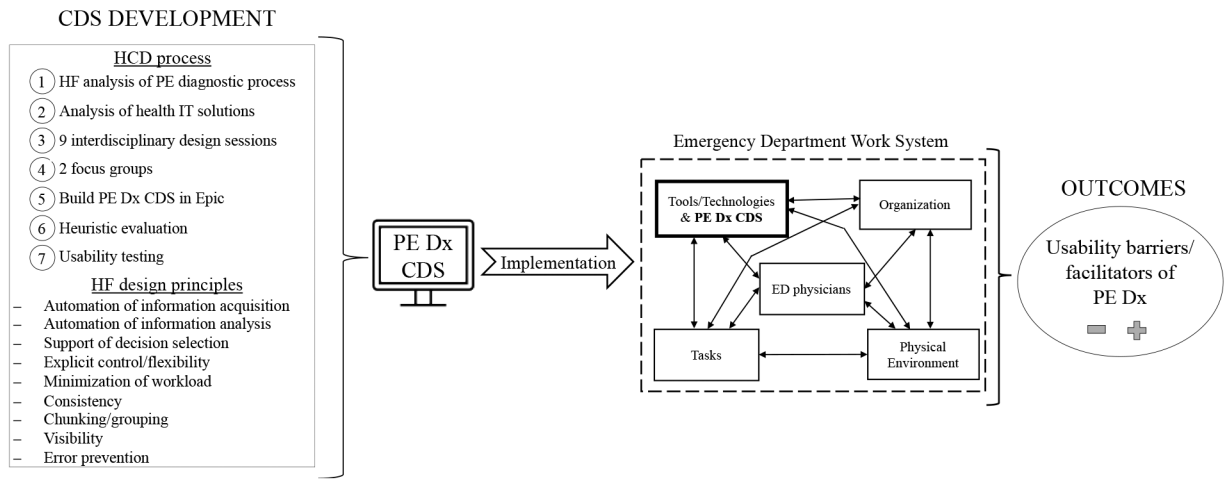 CDS DEVELOPMENT
HCD process
1 HF analysis of PE diagnostic process
2 Analysis of health IT solutions
3 9 interdisciplinary design sessions
4 2 focus groups
5 Build PE Dx CDS in Epic
6 Heuristic evaluation
7 Usability testing
HF design principles
– Automation of information acquisition
– Automation of information analysis
– Support of decision selection
– Explicit control/flexibility
– Minimization of workload
– Consistency
– Chunking/grouping
– Visibility
– Error prevention
PE Dx
CDS
Implementation
Emergency Department Work System
Tools/Technologies
& PE Dx CDS
Organization
ED physicians
Tasks
Physical
Environment
OUTCOMES
Usability barriers/
facilitators of
PE Dx